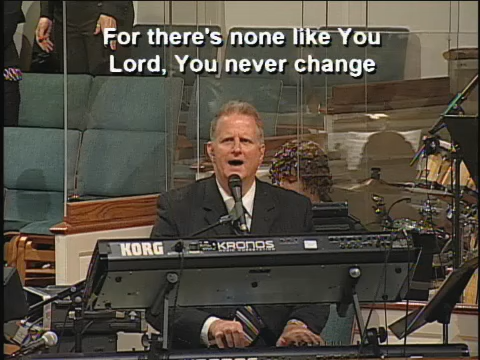 For there's none like You
Lord, You never change
KORG
KRONOS